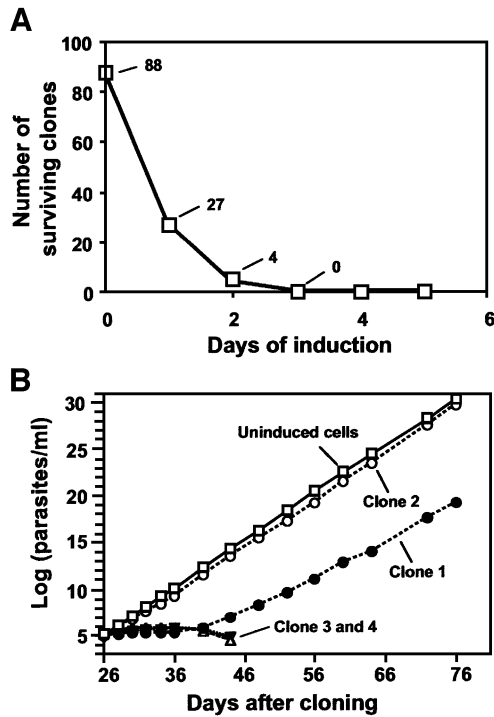 A
Number of
surviving clones
100
80
60
40
20
0
88
27
4
0
0
2
4
6
Days of induction
B
Log (parasites/ml)
30
25
20
15
10
5
Uninduced cells
Clone 2
Clone 1
Clone 3 and 4
26
36
46
56
66
76
Days after cloning